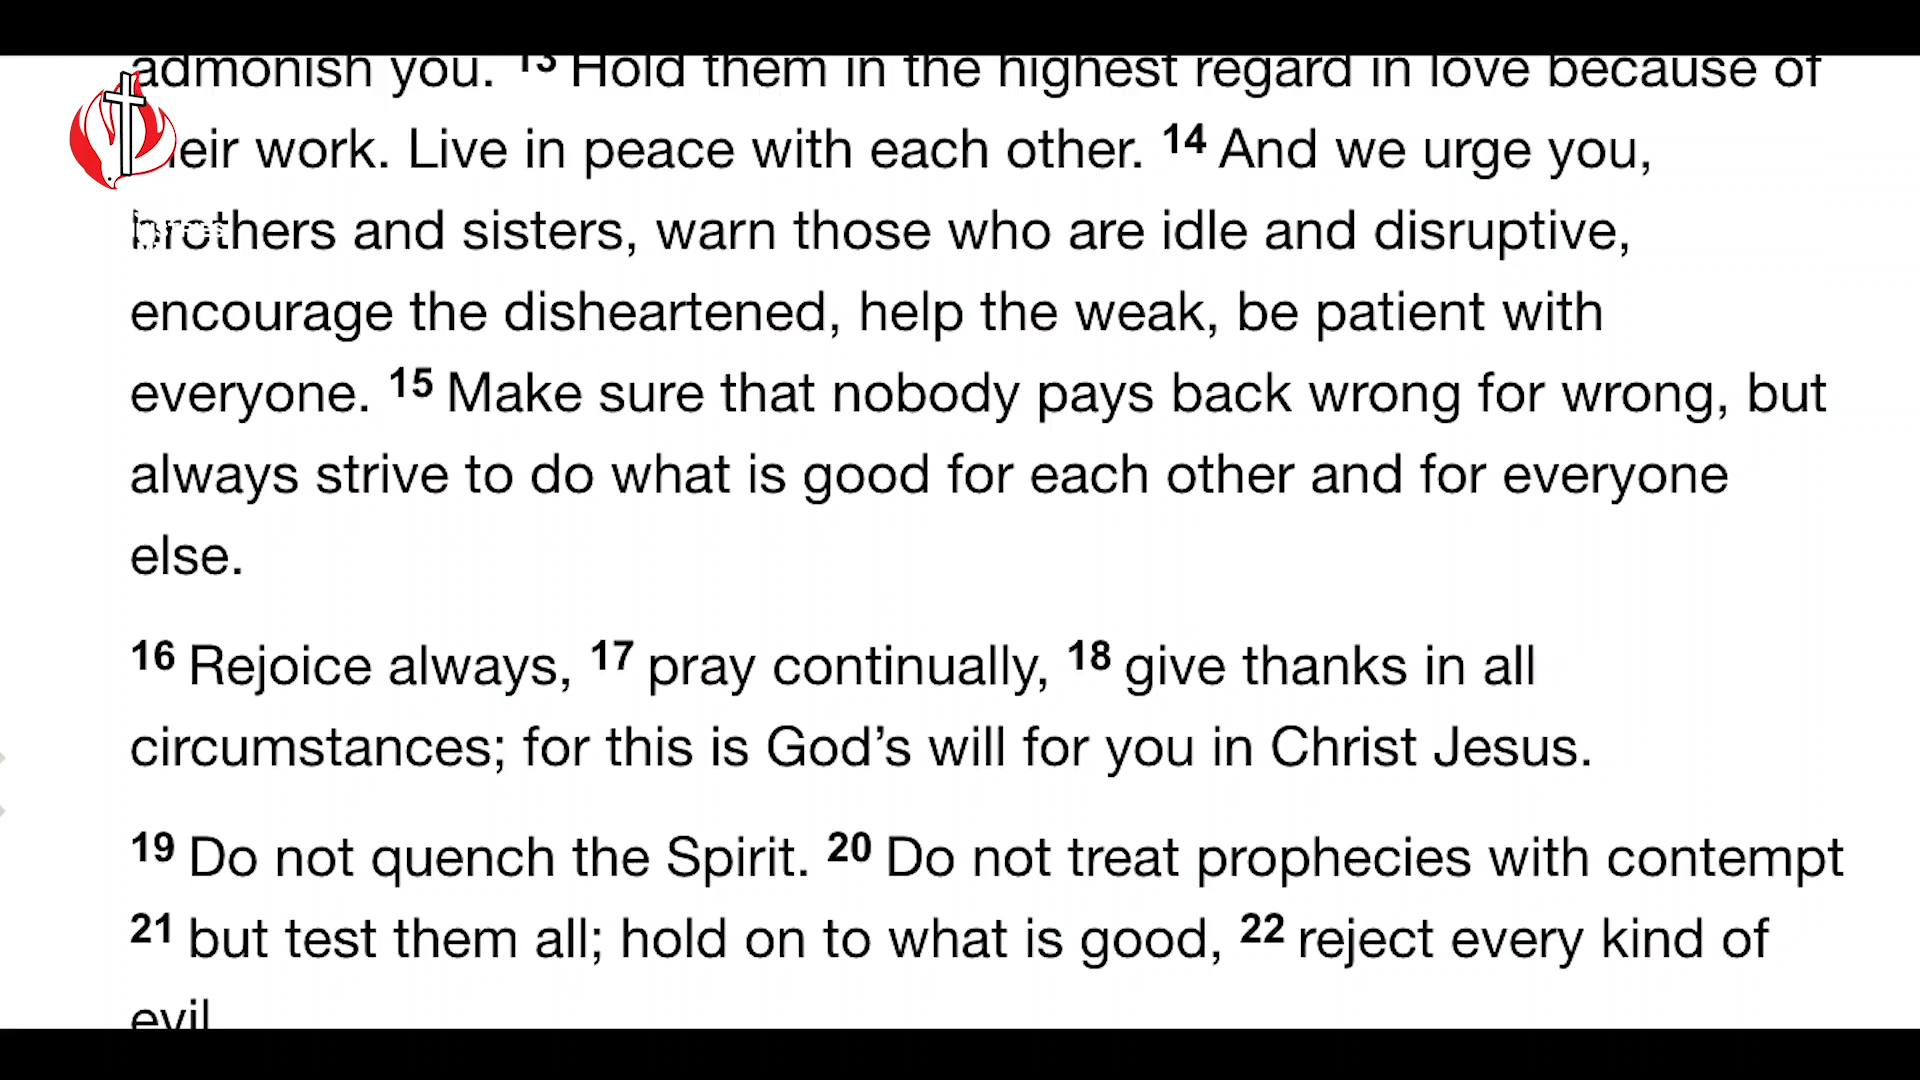 admonish you. 13 Hold them in the highest regard in love because of
their work. Live in peace with each other. 14 And we urge you,
brothers and sisters, warn those who are idle and disruptive,
encourage the disheartened, help the weak, be patient with
everyone. 15 Make sure that nobody pays back wrong for wrong, but
always strive to do what is good for each other and for everyone
else.
16 Rejoice always, 17 pray continually, 18 give thanks in all
circumstances; for this is God’s will for you in Christ Jesus.
19 Do not quench the Spirit. 20 Do not treat prophecies with contempt
21 but test them all; hold on to what is good, 22 reject every kind of
evil